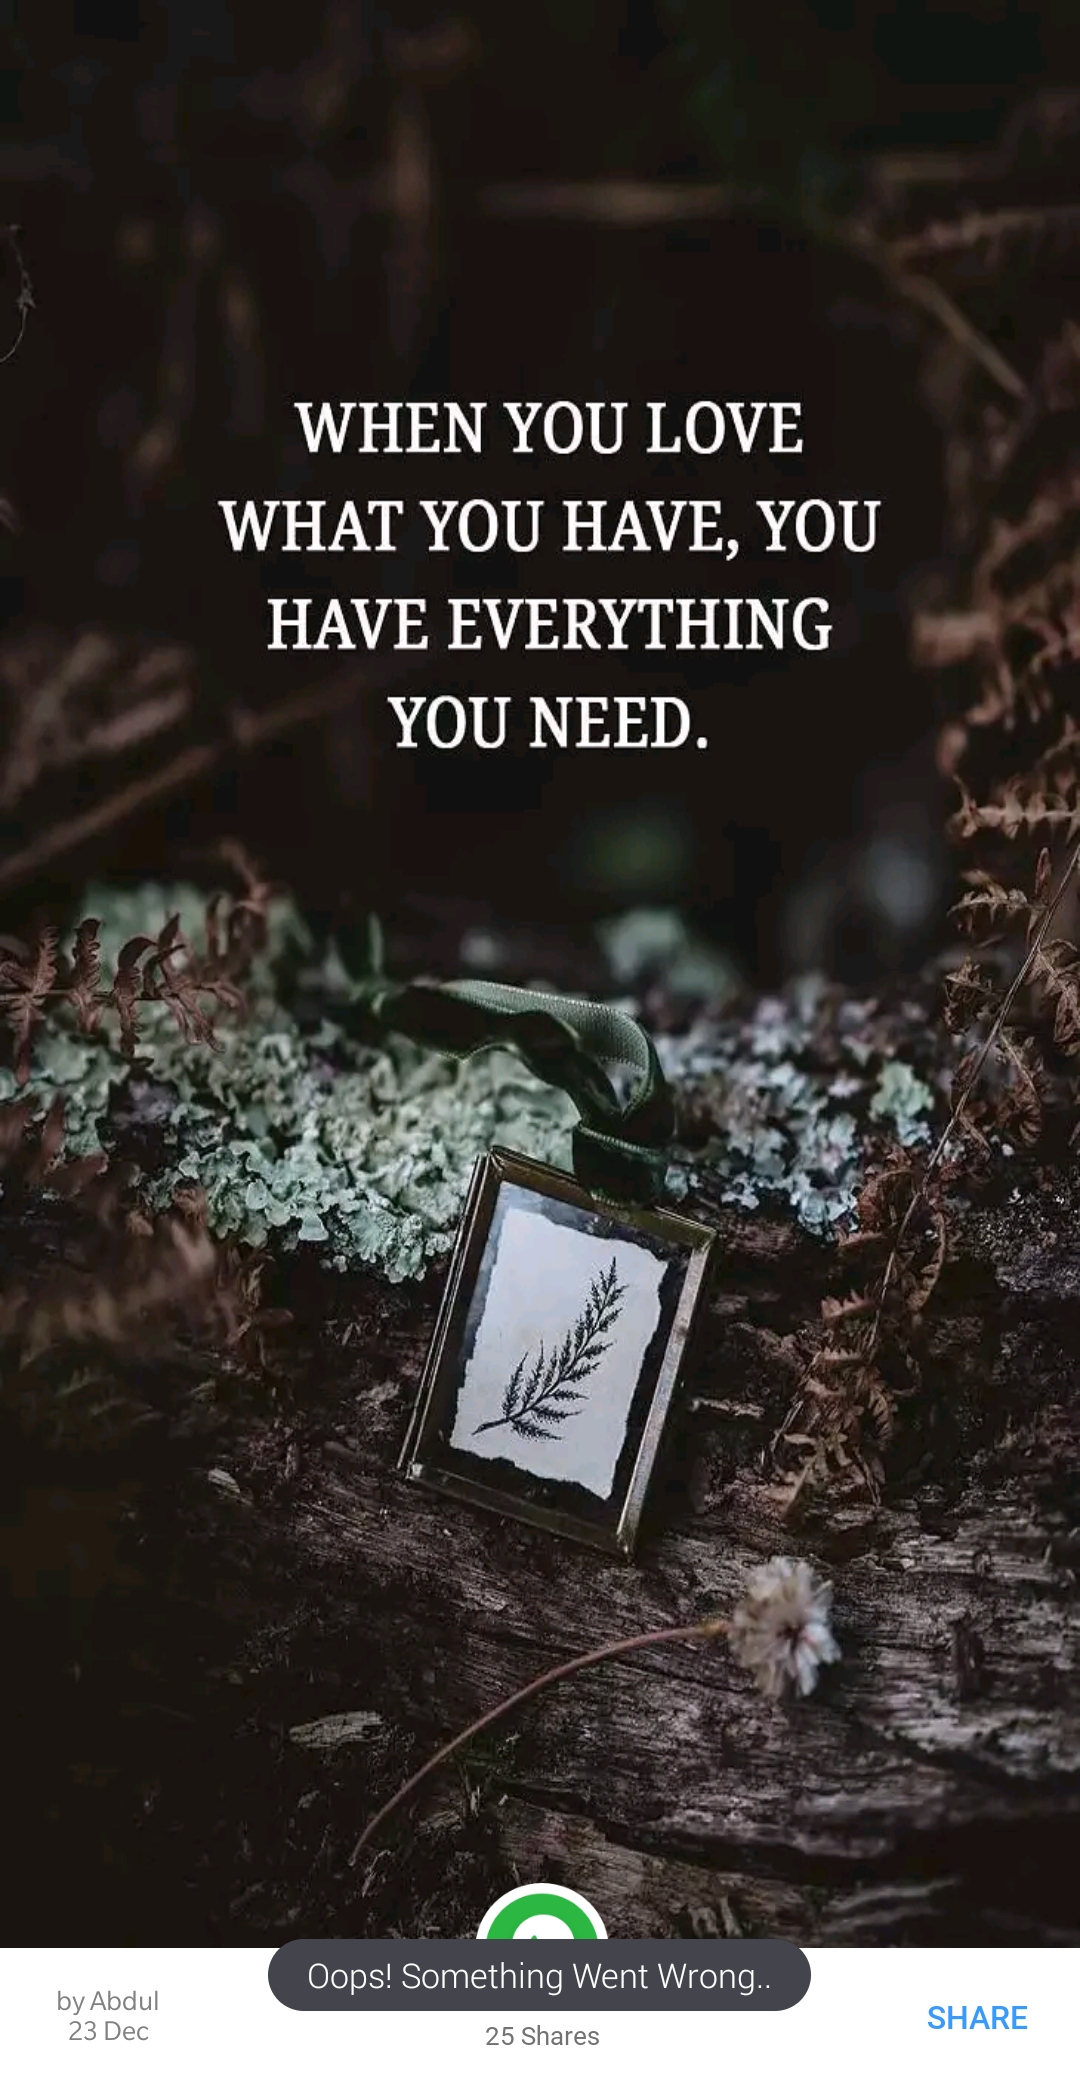 WHEN YOU LOVE
WHAT YOU HAVE, YOU
HAVE EVERYTHING
YOU NEED.
Oops! Something Went Wrong..
by Abdul
23 Dec
25 Shares
SHARE